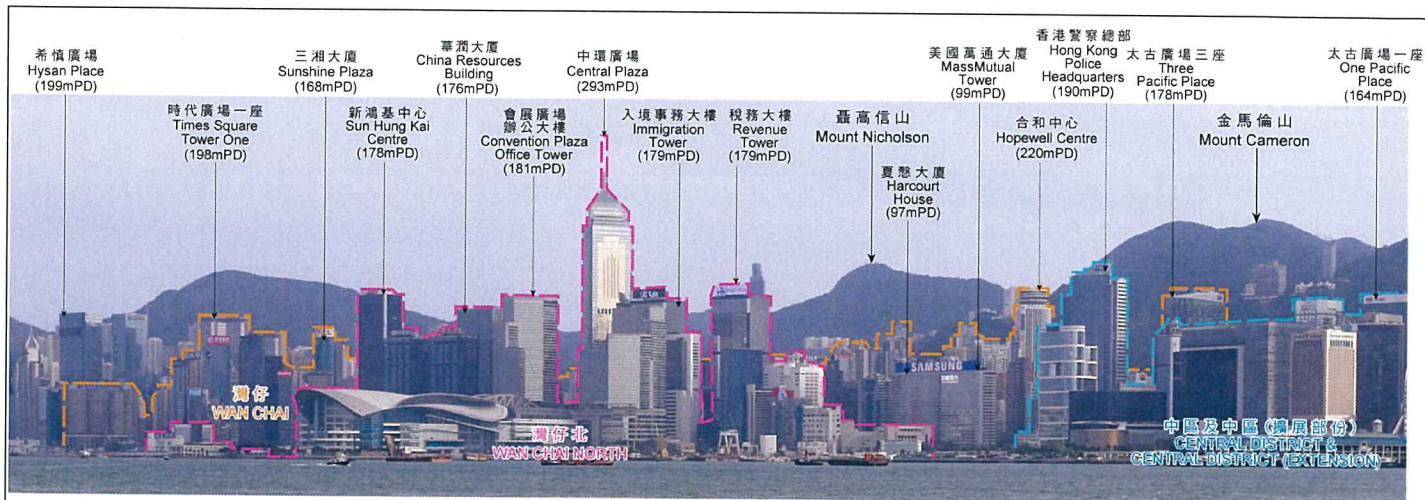 希慎廣場
Hysan Place
(199mPD)
時代廣場一座
Times Square
Tower One
(198mPD)
三湘大廈
Sunshine Plaza
(168mPD)
新鴻基中心
Sun Hung Kai
Centre
(178mPD)
華潤大廈
China Resources
Building
(176mPD)
會展廣場
辦公大樓
Convention Plaza
Office Tower
(181mPD)
中環廣場
Central Plaza
(293mPD)
入境事務大樓
Immigration
Tower
(179mPD)
稅務大樓
Revenue
Tower
(179mPD)
聶高信山
Mount Nicholson
夏慤大廈
Harcourt
House
(97mPD)
美國萬通大廈
MassMutual
Tower
(99mPD)
合和中心
Hopewell Centre
(220mPD)
香港警察總部
Hong Kong
Police
Headquarters
(190mPD)
太古廣場三座
Three
Pacific Place
(178mPD)
金馬倫山
Mount Cameron
太古廣場一座
One Pacific
Place
(164mPD)
SAMSUNG
灣仔
WAN CHAI
灣仔北
WAN CHAI NORTH
中區及中區(擴展部份)
CENTRAL DISTRICT &
CENTRAL DISTRICT (EXTENSION)